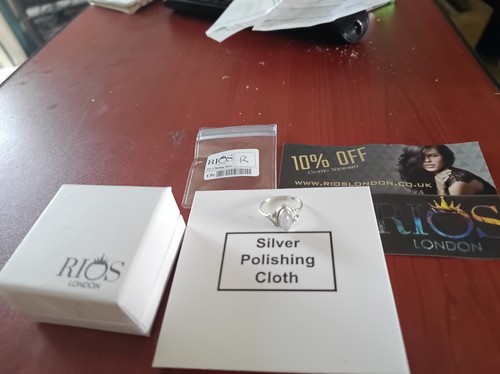 RIOS
R
10% OFF
WWW.RIOSLONDON.CO.UK
RIOS
LONDON
Silver
Polishing
Cloth
RIOS
LONDON